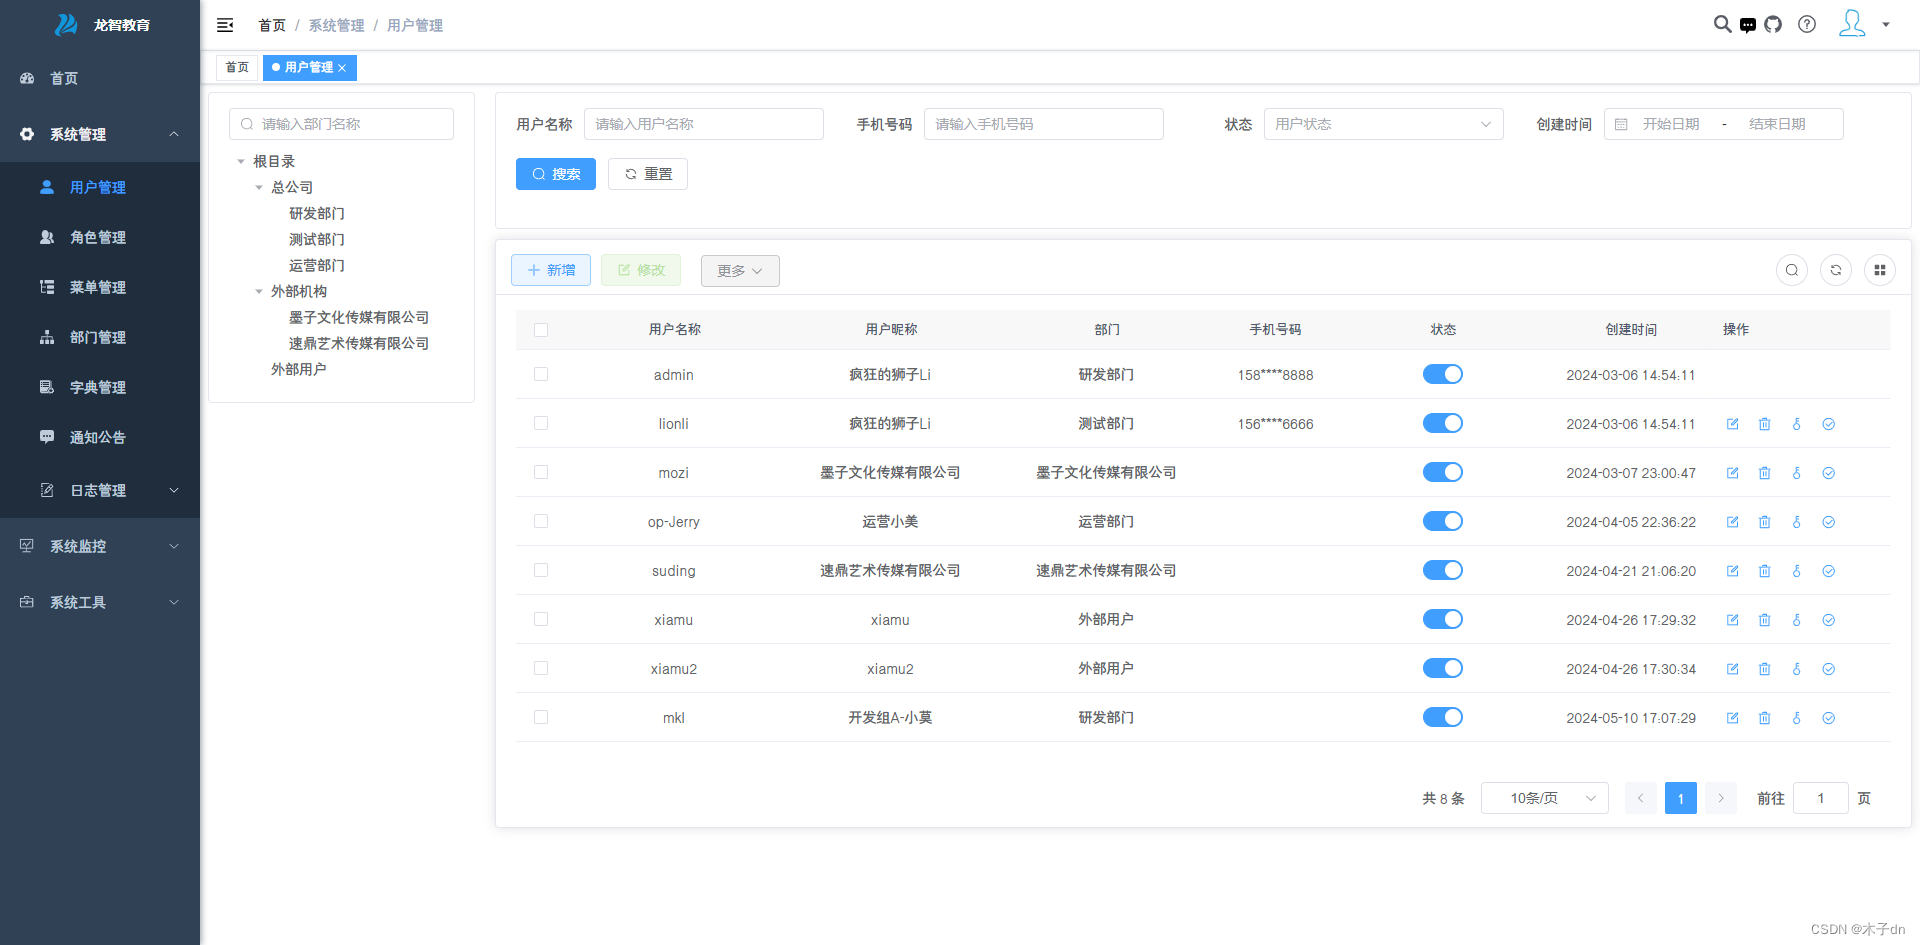 龙智教育
首页 / 系统管理 / 用户管理
首页
用户管理
首页
系统管理
用户管理
角色管理
菜单管理
部门管理
字典管理
通知公告
日志管理
系统监控
系统工具
请输入部门名称
根目录
总公司
研发部门
测试部门
运营部门
外部机构
墨子文化传媒有限公司
速鼎艺术传媒有限公司
外部用户
用户名称 请输入用户名称 手机号码 请输入手机号码 状态 用户状态 创建时间 开始日期 - 结束日期
搜索 重置
新增 修改 更多
用户名称 用户昵称 部门 手机号码 状态 创建时间 操作
admin 疯狂的狮子Li 研发部门 158****8888 2024-03-06 14:54:11
lionli 疯狂的狮子Li 测试部门 156****6666 2024-03-06 14:54:11
mozi 墨子文化传媒有限公司 墨子文化传媒有限公司 2024-03-07 23:00:47
op-Jerry 运营小美 运营部门 2024-04-05 22:36:22
suding 速鼎艺术传媒有限公司 速鼎艺术传媒有限公司 2024-04-21 21:06:20
xiamu xiamu 外部用户 2024-04-26 17:29:32
xiamu2 xiamu2 外部用户 2024-04-26 17:30:34
mkl 开发组A-小莫 研发部门 2024-05-10 17:07:29
共 8 条 10条/页 1 前往 1 页
CSDN @木子dn